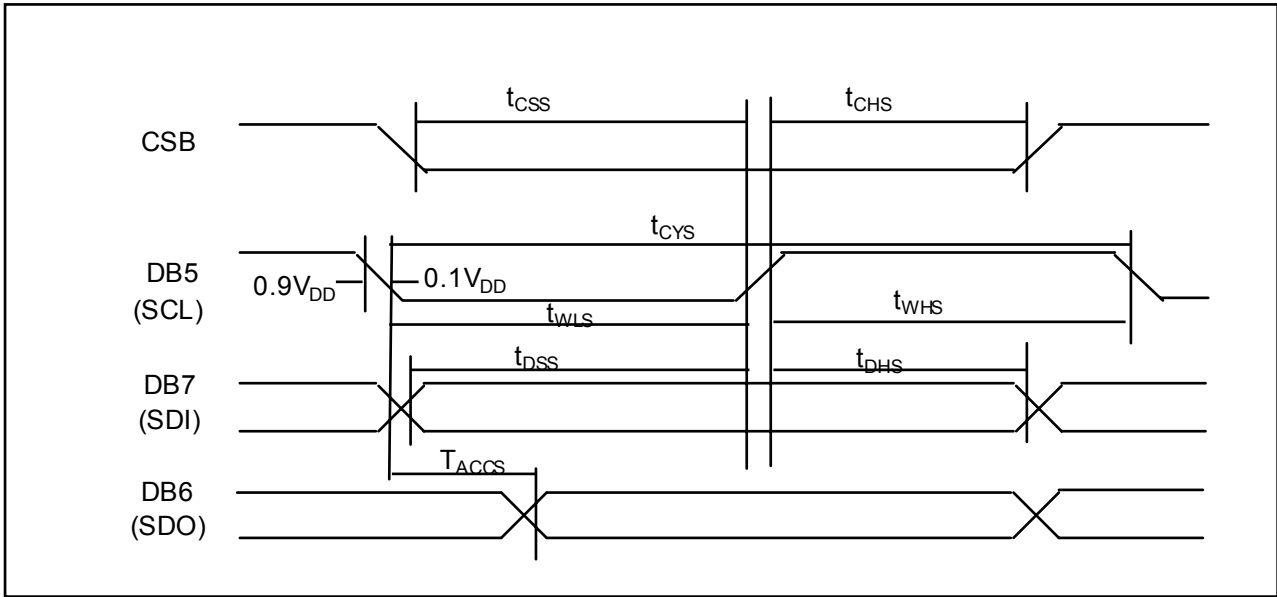 tCSS
tCHS
CSB
tCYS
DB5
(SCL)
0.9VDD
0.1VDD
tWLS
tWHS
DB7
(SDI)
tDSS
tDHS
TACCS
DB6
(SDO)